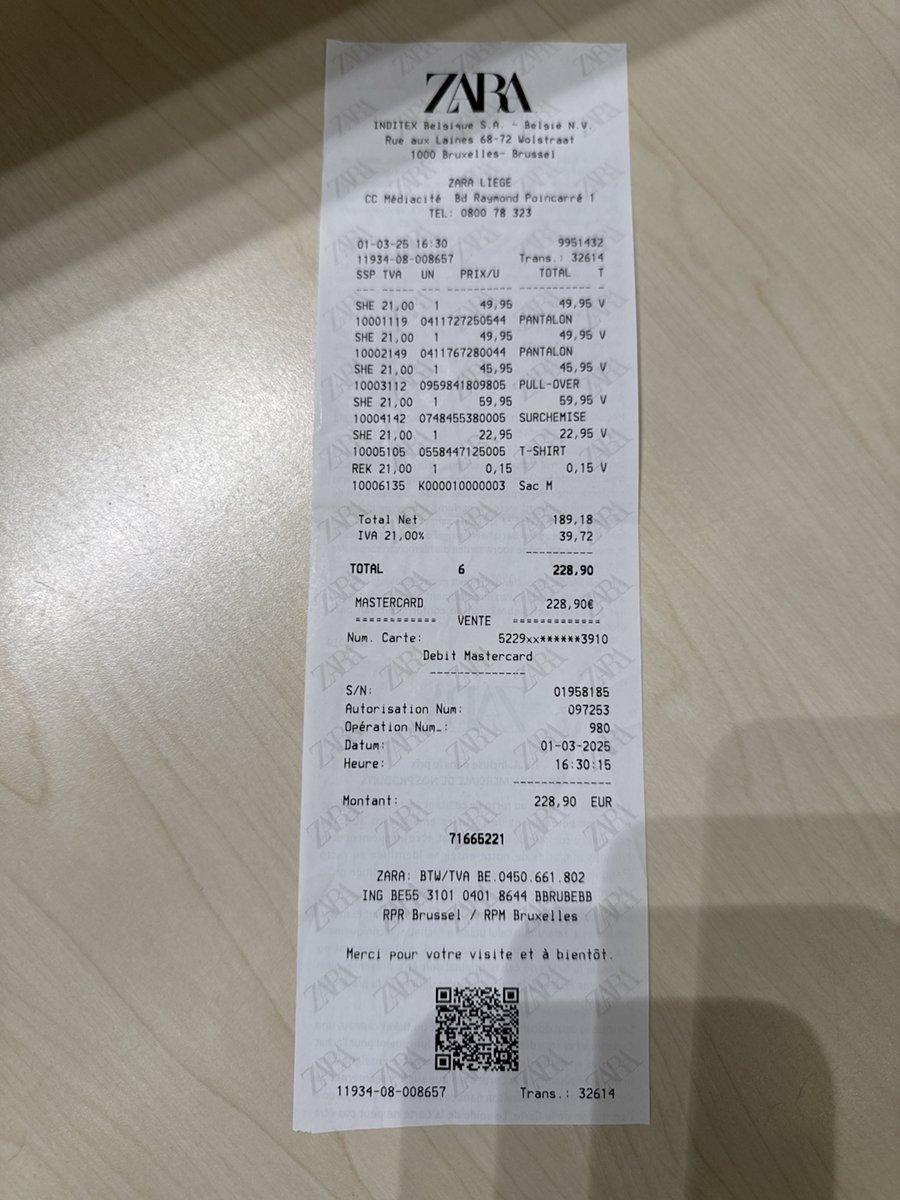 ZARA
INDITEX Belgique S.A. - België N.V.
Rue aux Laines 68-72 Wolstraat
1000 Bruxelles- Brussel
ZARA LIEGE
CC Médiacité Bd Raymond Poincarré 1
TEL: 0800 78 323
01-03-25 16:30 9951432
11934-08-008657 Trans.: 32614
SSP TVA UN PRIX/U TOTAL T
--- ----- --- ---------- ----------- -
SHE 21,00 1 49,95 49,95 V
10001119 0411727250544 PANTALON
SHE 21,00 1 49,95 49,95 V
10002149 0411767280044 PANTALON
SHE 21,00 1 45,95 45,95 V
10003112 0959841809805 PULL-OVER
SHE 21,00 1 59,95 59,95 V
10004142 0748455380005 SURCHEMISE
SHE 21,00 1 22,95 22,95 V
10005105 0558447125005 T-SHIRT
REK 21,00 1 0,15 0,15 V
10006135 K000010000003 Sac M
Total Net 189,18
IVA 21,00% 39,72
----------
TOTAL 6 228,90
MASTERCARD 228,90€
============ VENTE =============
Num. Carte: 5229xx******3910
Debit Mastercard
--------------
S/N: 01958185
Autorisation Num: 097253
Opération Num.: 980
Datum: 01-03-2025
Heure: 16:30:15
--------------
Montant: 228,90 EUR
71665221
ZARA: BTW/TVA BE.0450.661.802
ING BE55 3101 0401 8644 BBRUBEBB
RPR Brussel / RPM Bruxelles
Merci pour votre visite et à bientôt.
11934-08-008657 Trans.: 32614